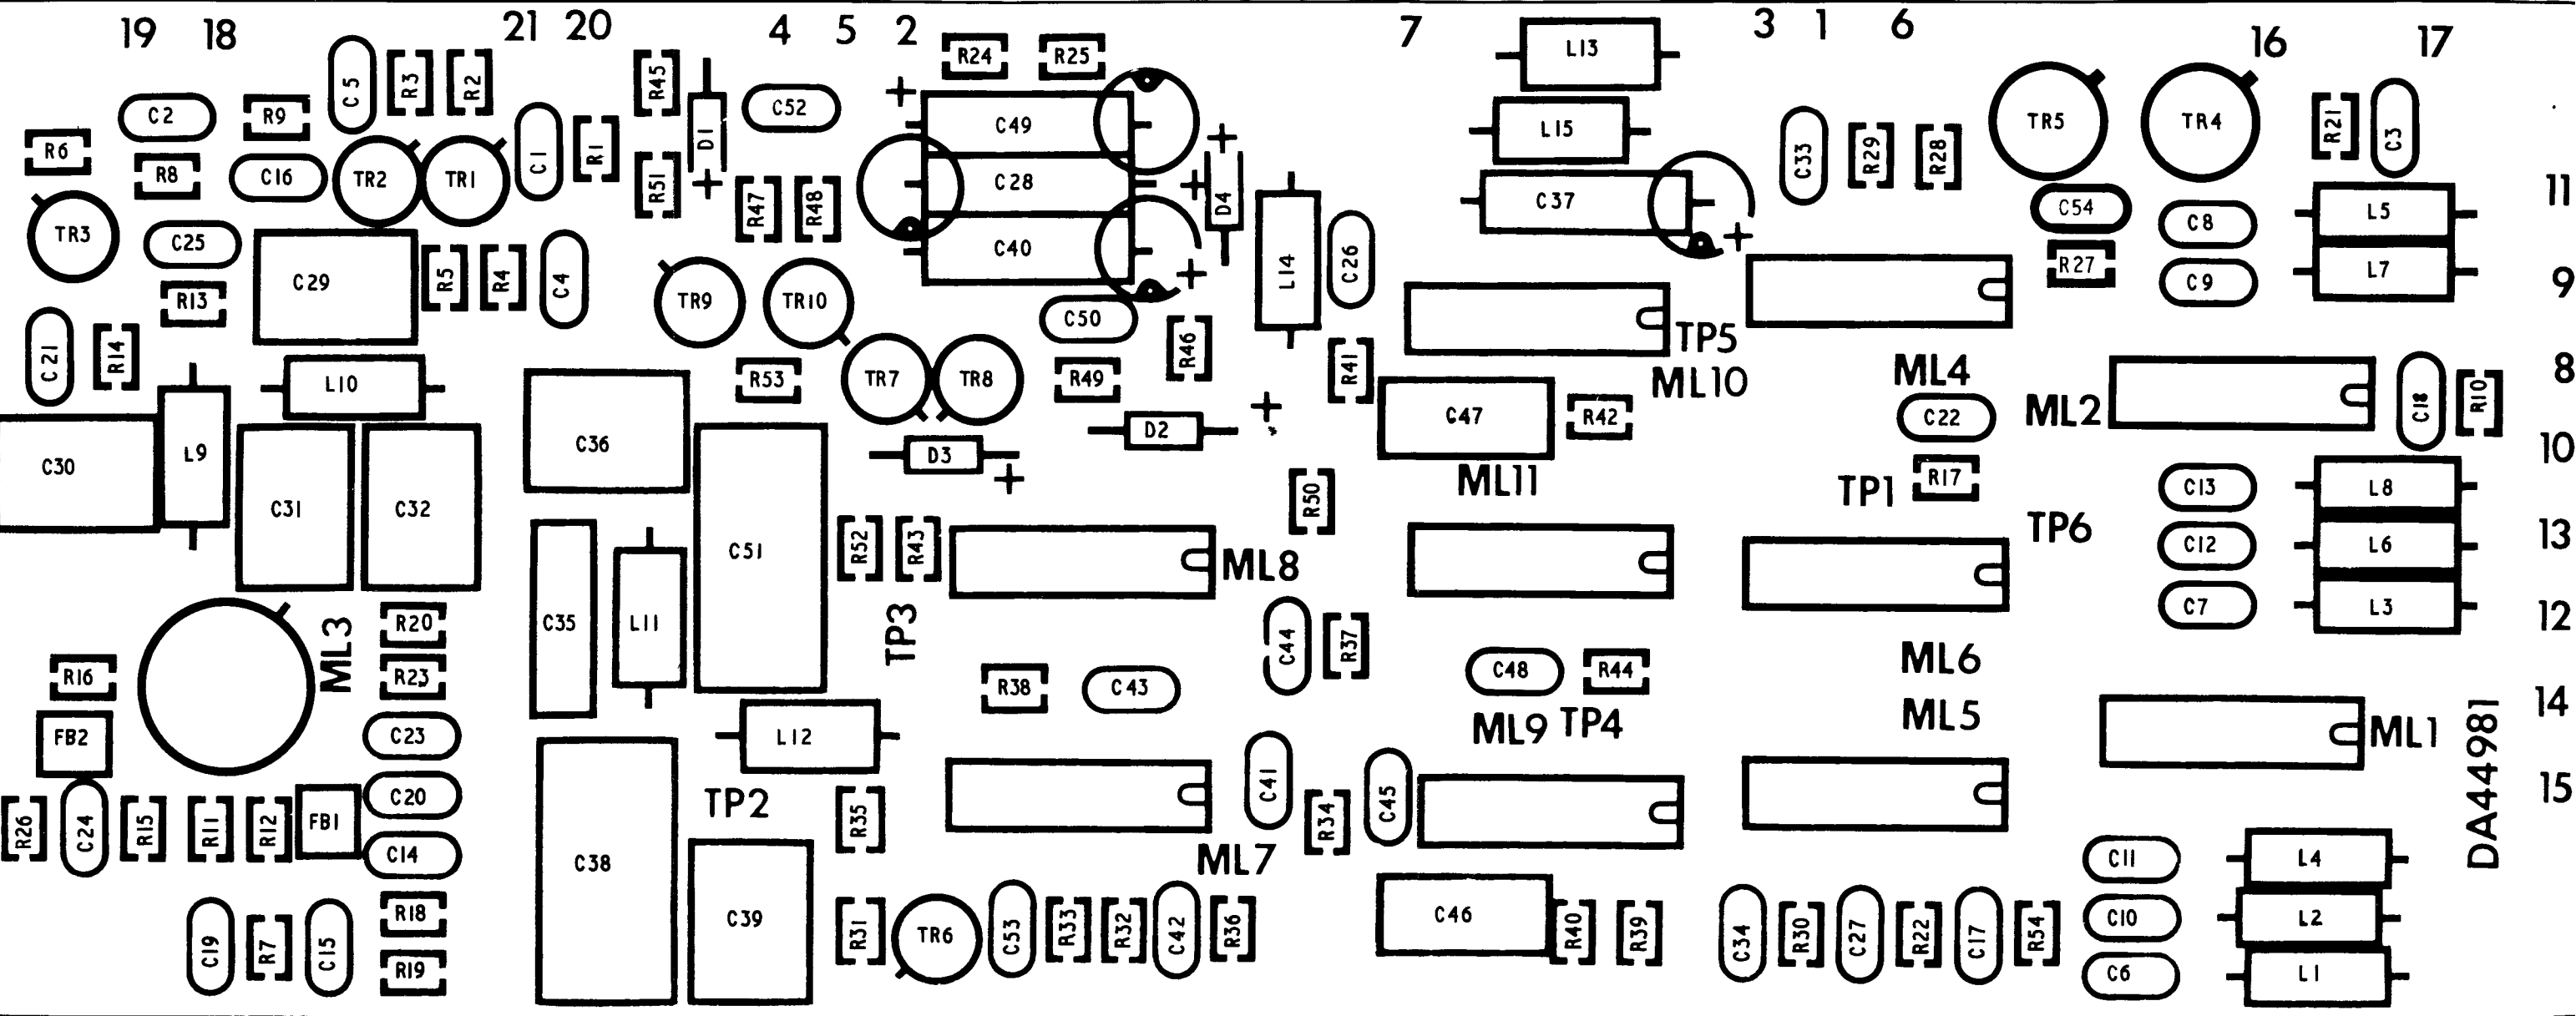 19 18 21 20 4 5 2 7 3 1 6 16 17
C5 R3 R2 R45 R24 R25 L13
C2 R9 D1 C52 C49 L15 TR5 TR4 R21 C3
R6 R8 C16 TR2 TR1 C1 R1 R51 R47 R48 C28 D4 C37 C33 R29 R28 11
TR3 C25 C40 C54 C8 L5
C29 R5 R4 C4 L14 C26 R27 C9 L7 9
R13 TR9 TR10 C50
C21 R14 R46 TP5
L10 R53 TR7 TR8 R49 R41 ML10 ML4 8
C30 L9 C36 D3 D2 C47 R42 C22 ML2 C18 R10
C31 C32 R50 ML11 TP1 R17 C13 L8 10
C51 R52 R43 ML8 TP6 C12 L6 13
C35 L11 C7 L3 12
ML3 R20 TP3 C44 R37
R16 R23 R38 C43 C48 R44 ML6
FB2 C23 L12 ML9 TP4 ML5 ML1 14
C20 TP2 C41 C45 DA44981 15
R26 C24 R15 R11 R12 FB1 R35 R34
C14 C38 ML7 C11 L4
R18 C39 C46 C10 L2
C19 R7 C15 R31 TR6 C53 R33 R32 C42 R36 R40 R39 C34 R30 C27 R22 C17 R54
R19 C6 L1